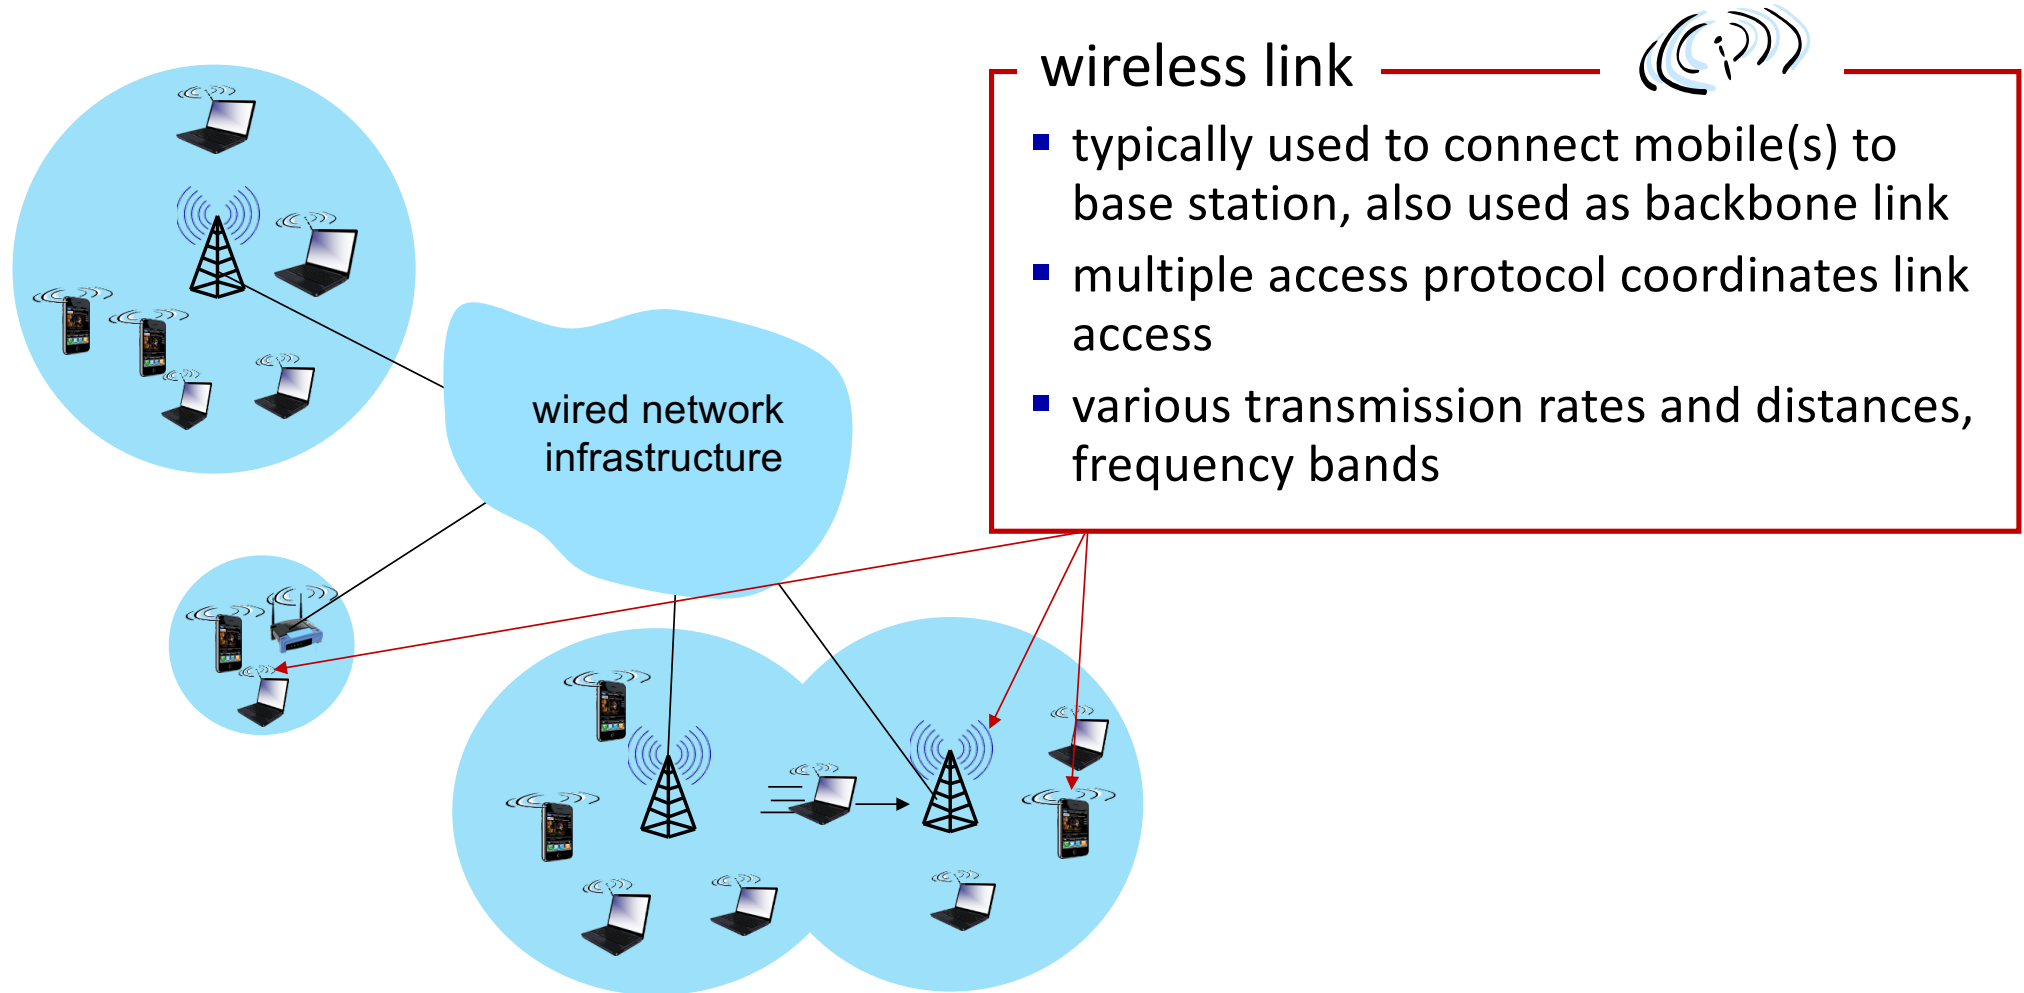 wireless link
typically used to connect mobile(s) to
base station, also used as backbone link
multiple access protocol coordinates link
access
various transmission rates and distances,
frequency bands
wired network
infrastructure